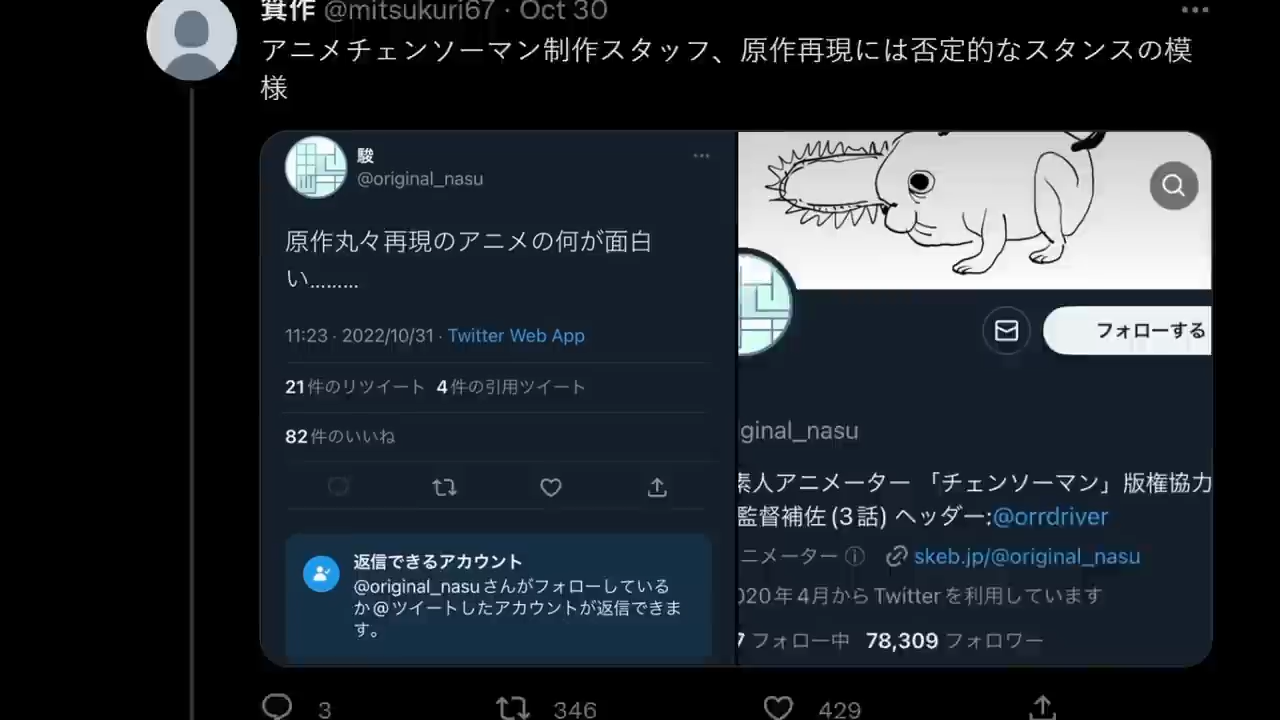 箕作 @mitsukuri67 · Oct 30
アニメチェンソーマン制作スタッフ、原作再現には否定的なスタンスの模
様
駿
@original_nasu
原作丸々再現のアニメの何が面白
い………
11:23 · 2022/10/31 · Twitter Web App
21件のリツイート 4件の引用ツイート
82件のいいね
返信できるアカウント
@original_nasuさんがフォローしている
か@ツイートしたアカウントが返信できま
す。
フォローする
ginal_nasu
素人アニメーター 「チェンソーマン」版権協力
監督補佐(3話) ヘッダー:@orrdriver
ニメーター skeb.jp/@original_nasu
020年4月からTwitterを利用しています
7 フォロー中 78,309 フォロワー
3 346 429